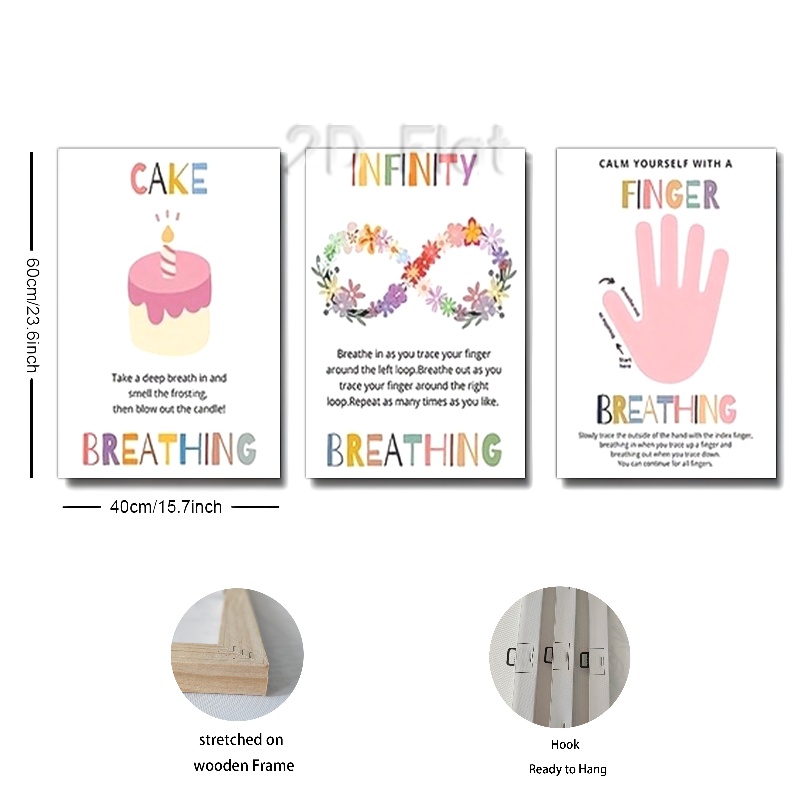 2D Flat
CAKE
Take a deep breath in and
smell the frosting,
then blow out the candle!
BREATHING
INFINITY
Breathe in as you trace your finger
around the left loop.Breathe out as you
trace your finger around the right
loop.Repeat as many times as you like.
BREATHING
CALM YOURSELF WITH A
FINGER
Start
here
BREATHING
Slowly trace the outside of the hand with the index finger,
breathing in when you trace up a finger and
breathing out when you trace down.
You can continue for all fingers.
60cm/23.6inch
40cm/15.7inch
stretched on
wooden Frame
Hook
Ready to Hang